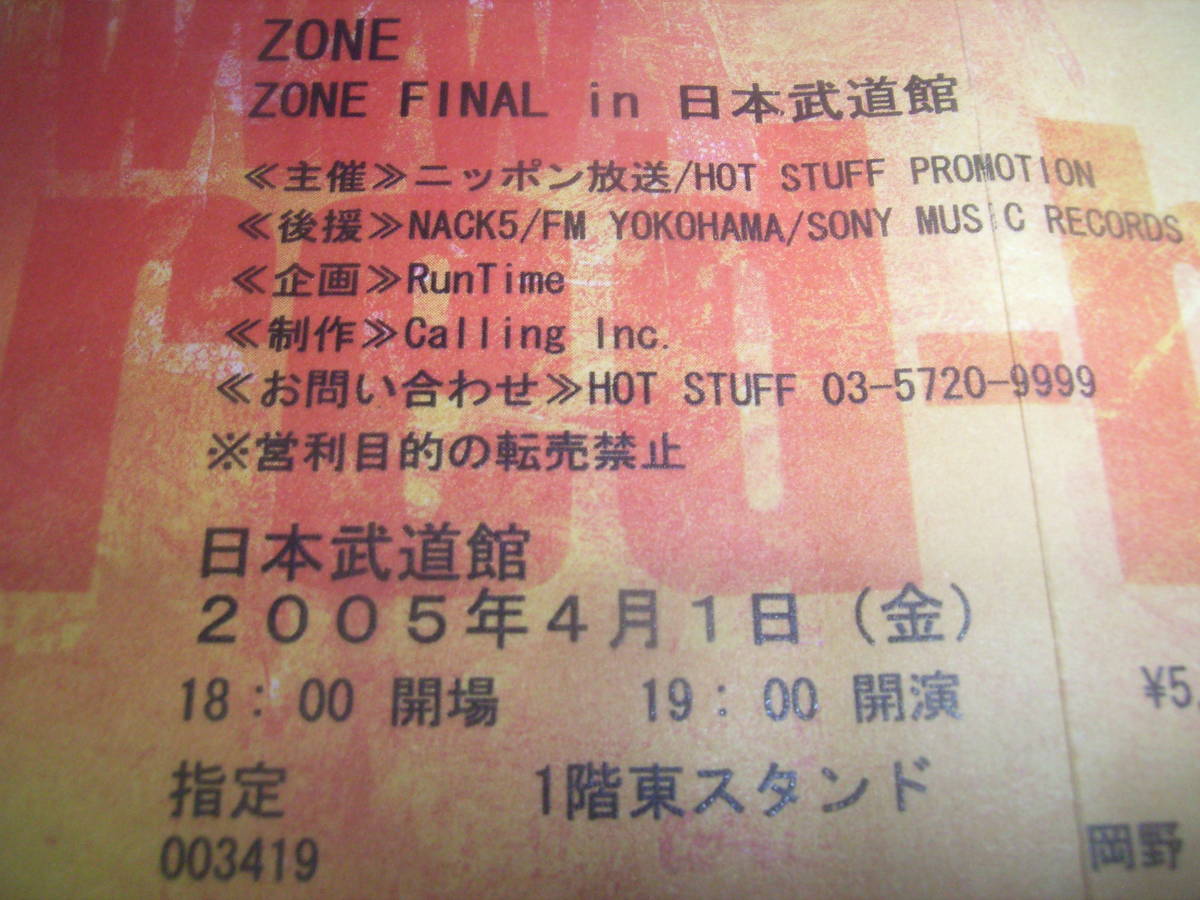 ZONE
ZONE FINAL in 日本武道館
≪主催≫ニッポン放送/HOT STUFF PROMOTION
≪後援≫NACK5/FM YOKOHAMA/SONY MUSIC RECORDS
≪企画≫RunTime
≪制作≫Calling Inc.
≪お問い合わせ≫HOT STUFF 03-5720-9999
※営利目的の転売禁止
日本武道館
2005年4月1日(金)
18:00 開場 19:00 開演 ¥5,
指定 1階東スタンド
003419 岡野